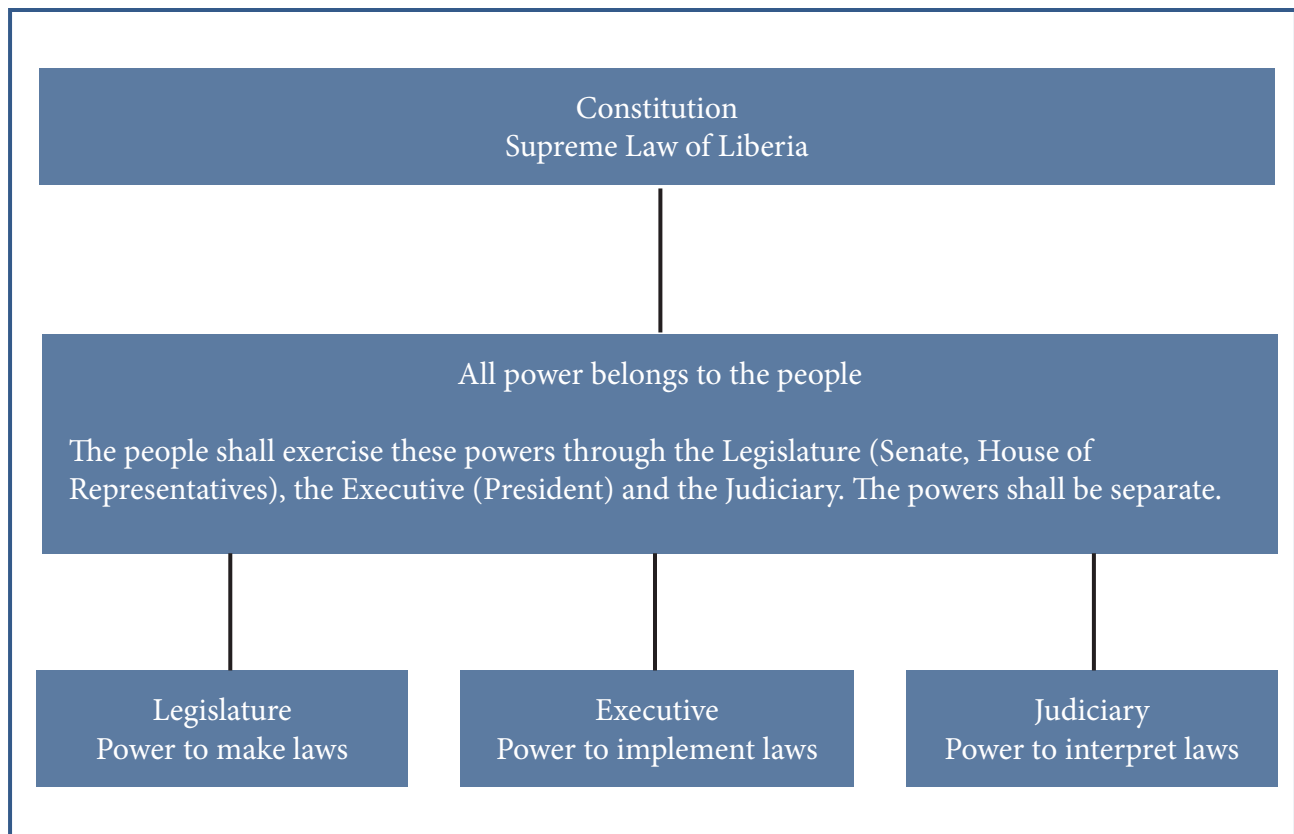 Constitution
Supreme Law of Liberia
All power belongs to the people
The people shall exercise these powers through the Legislature (Senate, House of
Representatives), the Executive (President) and the Judiciary. The powers shall be separate.
Legislature
Power to make laws
Executive
Power to implement laws
Judiciary
Power to interpret laws